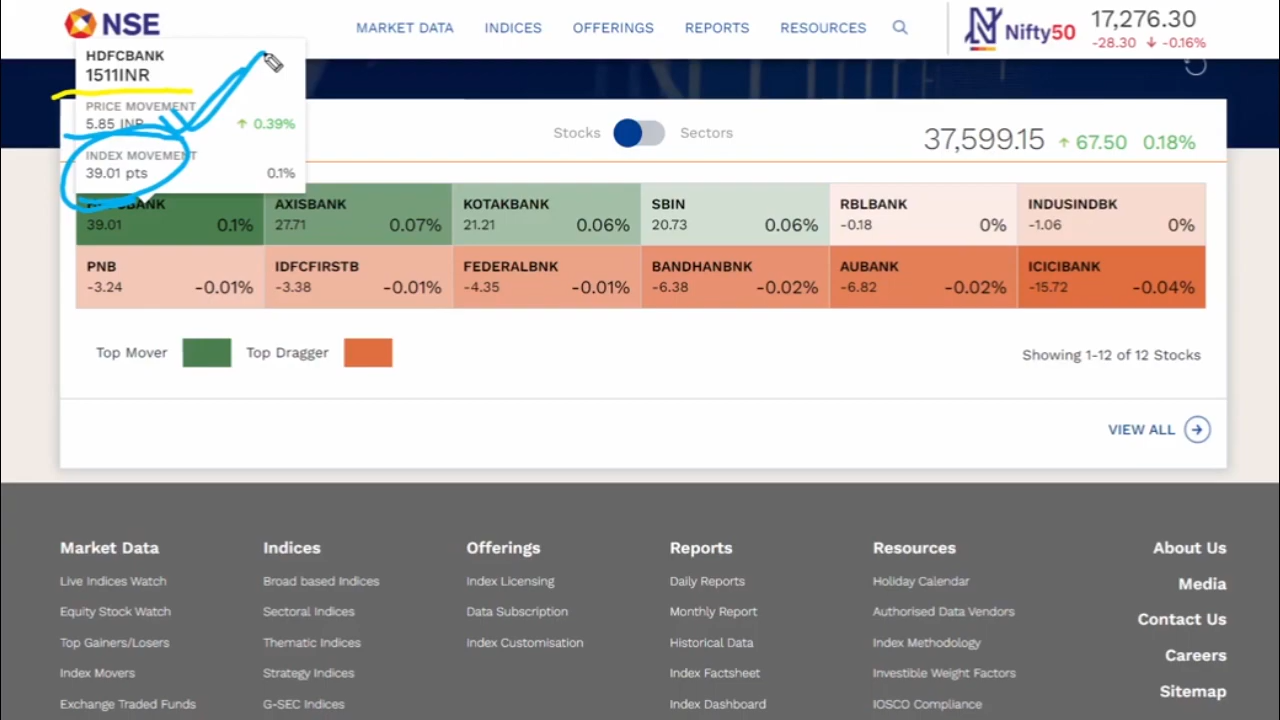 NSE
MARKET DATA INDICES OFFERINGS REPORTS RESOURCES
Nifty50
17,276.30
-28.30 ↓ -0.16%
HDFCBANK
1511INR
PRICE MOVEMENT
5.85 INR ↑ 0.39%
INDEX MOVEMENT
39.01 pts 0.1%
Stocks Sectors
37,599.15 ↑ 67.50 0.18%
HDFCBANK
39.01 0.1%
AXISBANK
27.71 0.07%
KOTAKBANK
21.21 0.06%
SBIN
20.73 0.06%
RBLBANK
-0.18 0%
INDUSINDBK
-1.06 0%
PNB
-3.24 -0.01%
IDFCFIRSTB
-3.38 -0.01%
FEDERALBNK
-4.35 -0.01%
BANDHANBNK
-6.38 -0.02%
AUBANK
-6.82 -0.02%
ICICIBANK
-15.72 -0.04%
Top Mover Top Dragger
Showing 1-12 of 12 Stocks
VIEW ALL
Market Data
Live Indices Watch
Equity Stock Watch
Top Gainers/Losers
Index Movers
Exchange Traded Funds
Indices
Broad based Indices
Sectoral Indices
Thematic Indices
Strategy Indices
G-SEC Indices
Offerings
Index Licensing
Data Subscription
Index Customisation
Reports
Daily Reports
Monthly Report
Historical Data
Index Factsheet
Index Dashboard
Resources
Holiday Calendar
Authorised Data Vendors
Index Methodology
Investible Weight Factors
IOSCO Compliance
About Us
Media
Contact Us
Careers
Sitemap